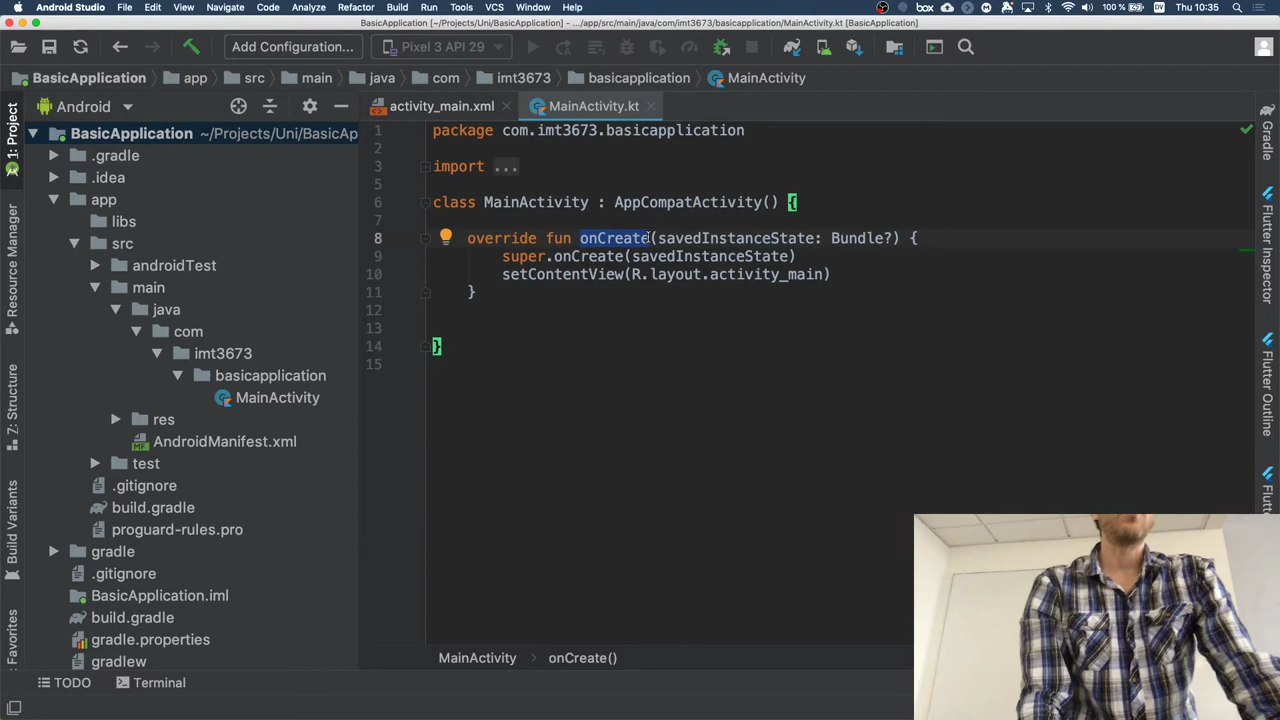 Android Studio File Edit View Navigate Code Analyze Refactor Build Run Tools VCS Window Help box 100 % DV Thu 10:35
BasicApplication [~/Projects/Uni/BasicApplication] - .../app/src/main/java/com/imt3673/basicapplication/MainActivity.kt [BasicApplication]
Add Configuration... Pixel 3 API 29
BasicApplication app src main java com imt3673 basicapplication MainActivity
Android activity_main.xml MainActivity.kt
1: Project
Resource Manager
Z: Structure
Build Variants
Favorites
BasicApplication ~/Projects/Uni/BasicAp
.gradle
.idea
app
libs
src
androidTest
main
java
com
imt3673
basicapplication
MainActivity
res
AndroidManifest.xml
test
.gitignore
build.gradle
proguard-rules.pro
gradle
.gitignore
BasicApplication.iml
build.gradle
gradle.properties
gradlew
1 package com.imt3673.basicapplication
2
3 import ...
5
6 class MainActivity : AppCompatActivity() {
7
8 override fun onCreate(savedInstanceState: Bundle?) {
9 super.onCreate(savedInstanceState)
10 setContentView(R.layout.activity_main)
11 }
12
13
14 }
15
Gradle
Flutter Inspector
Flutter Outline
MainActivity onCreate()
TODO Terminal